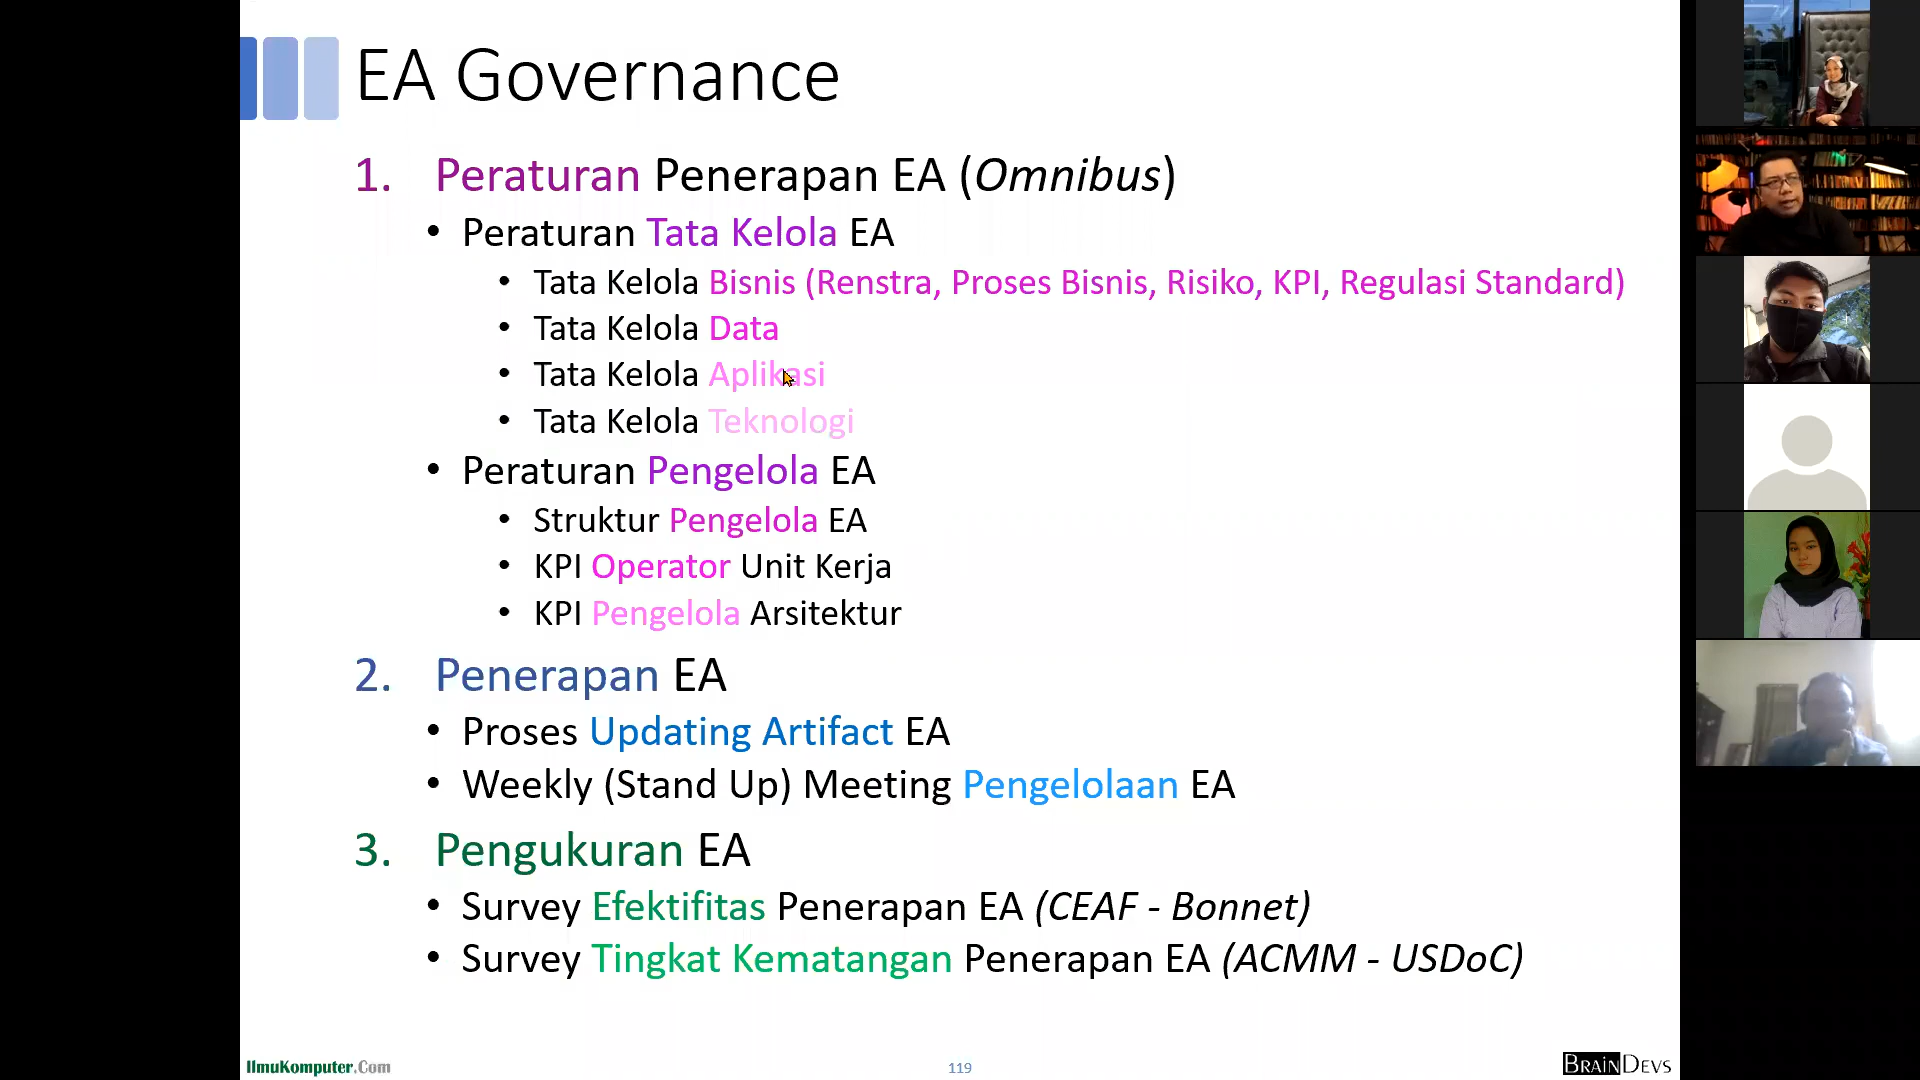 EA Governance
1. Peraturan Penerapan EA (Omnibus)
• Peraturan Tata Kelola EA
• Tata Kelola Bisnis (Renstra, Proses Bisnis, Risiko, KPI, Regulasi Standard)
• Tata Kelola Data
• Tata Kelola Aplikasi
• Tata Kelola Teknologi
• Peraturan Pengelola EA
• Struktur Pengelola EA
• KPI Operator Unit Kerja
• KPI Pengelola Arsitektur
2. Penerapan EA
• Proses Updating Artifact EA
• Weekly (Stand Up) Meeting Pengelolaan EA
3. Pengukuran EA
• Survey Efektifitas Penerapan EA (CEAF - Bonnet)
• Survey Tingkat Kematangan Penerapan EA (ACMM - USDoC)
IlmuKomputer.Com
119
BRAINDEVS